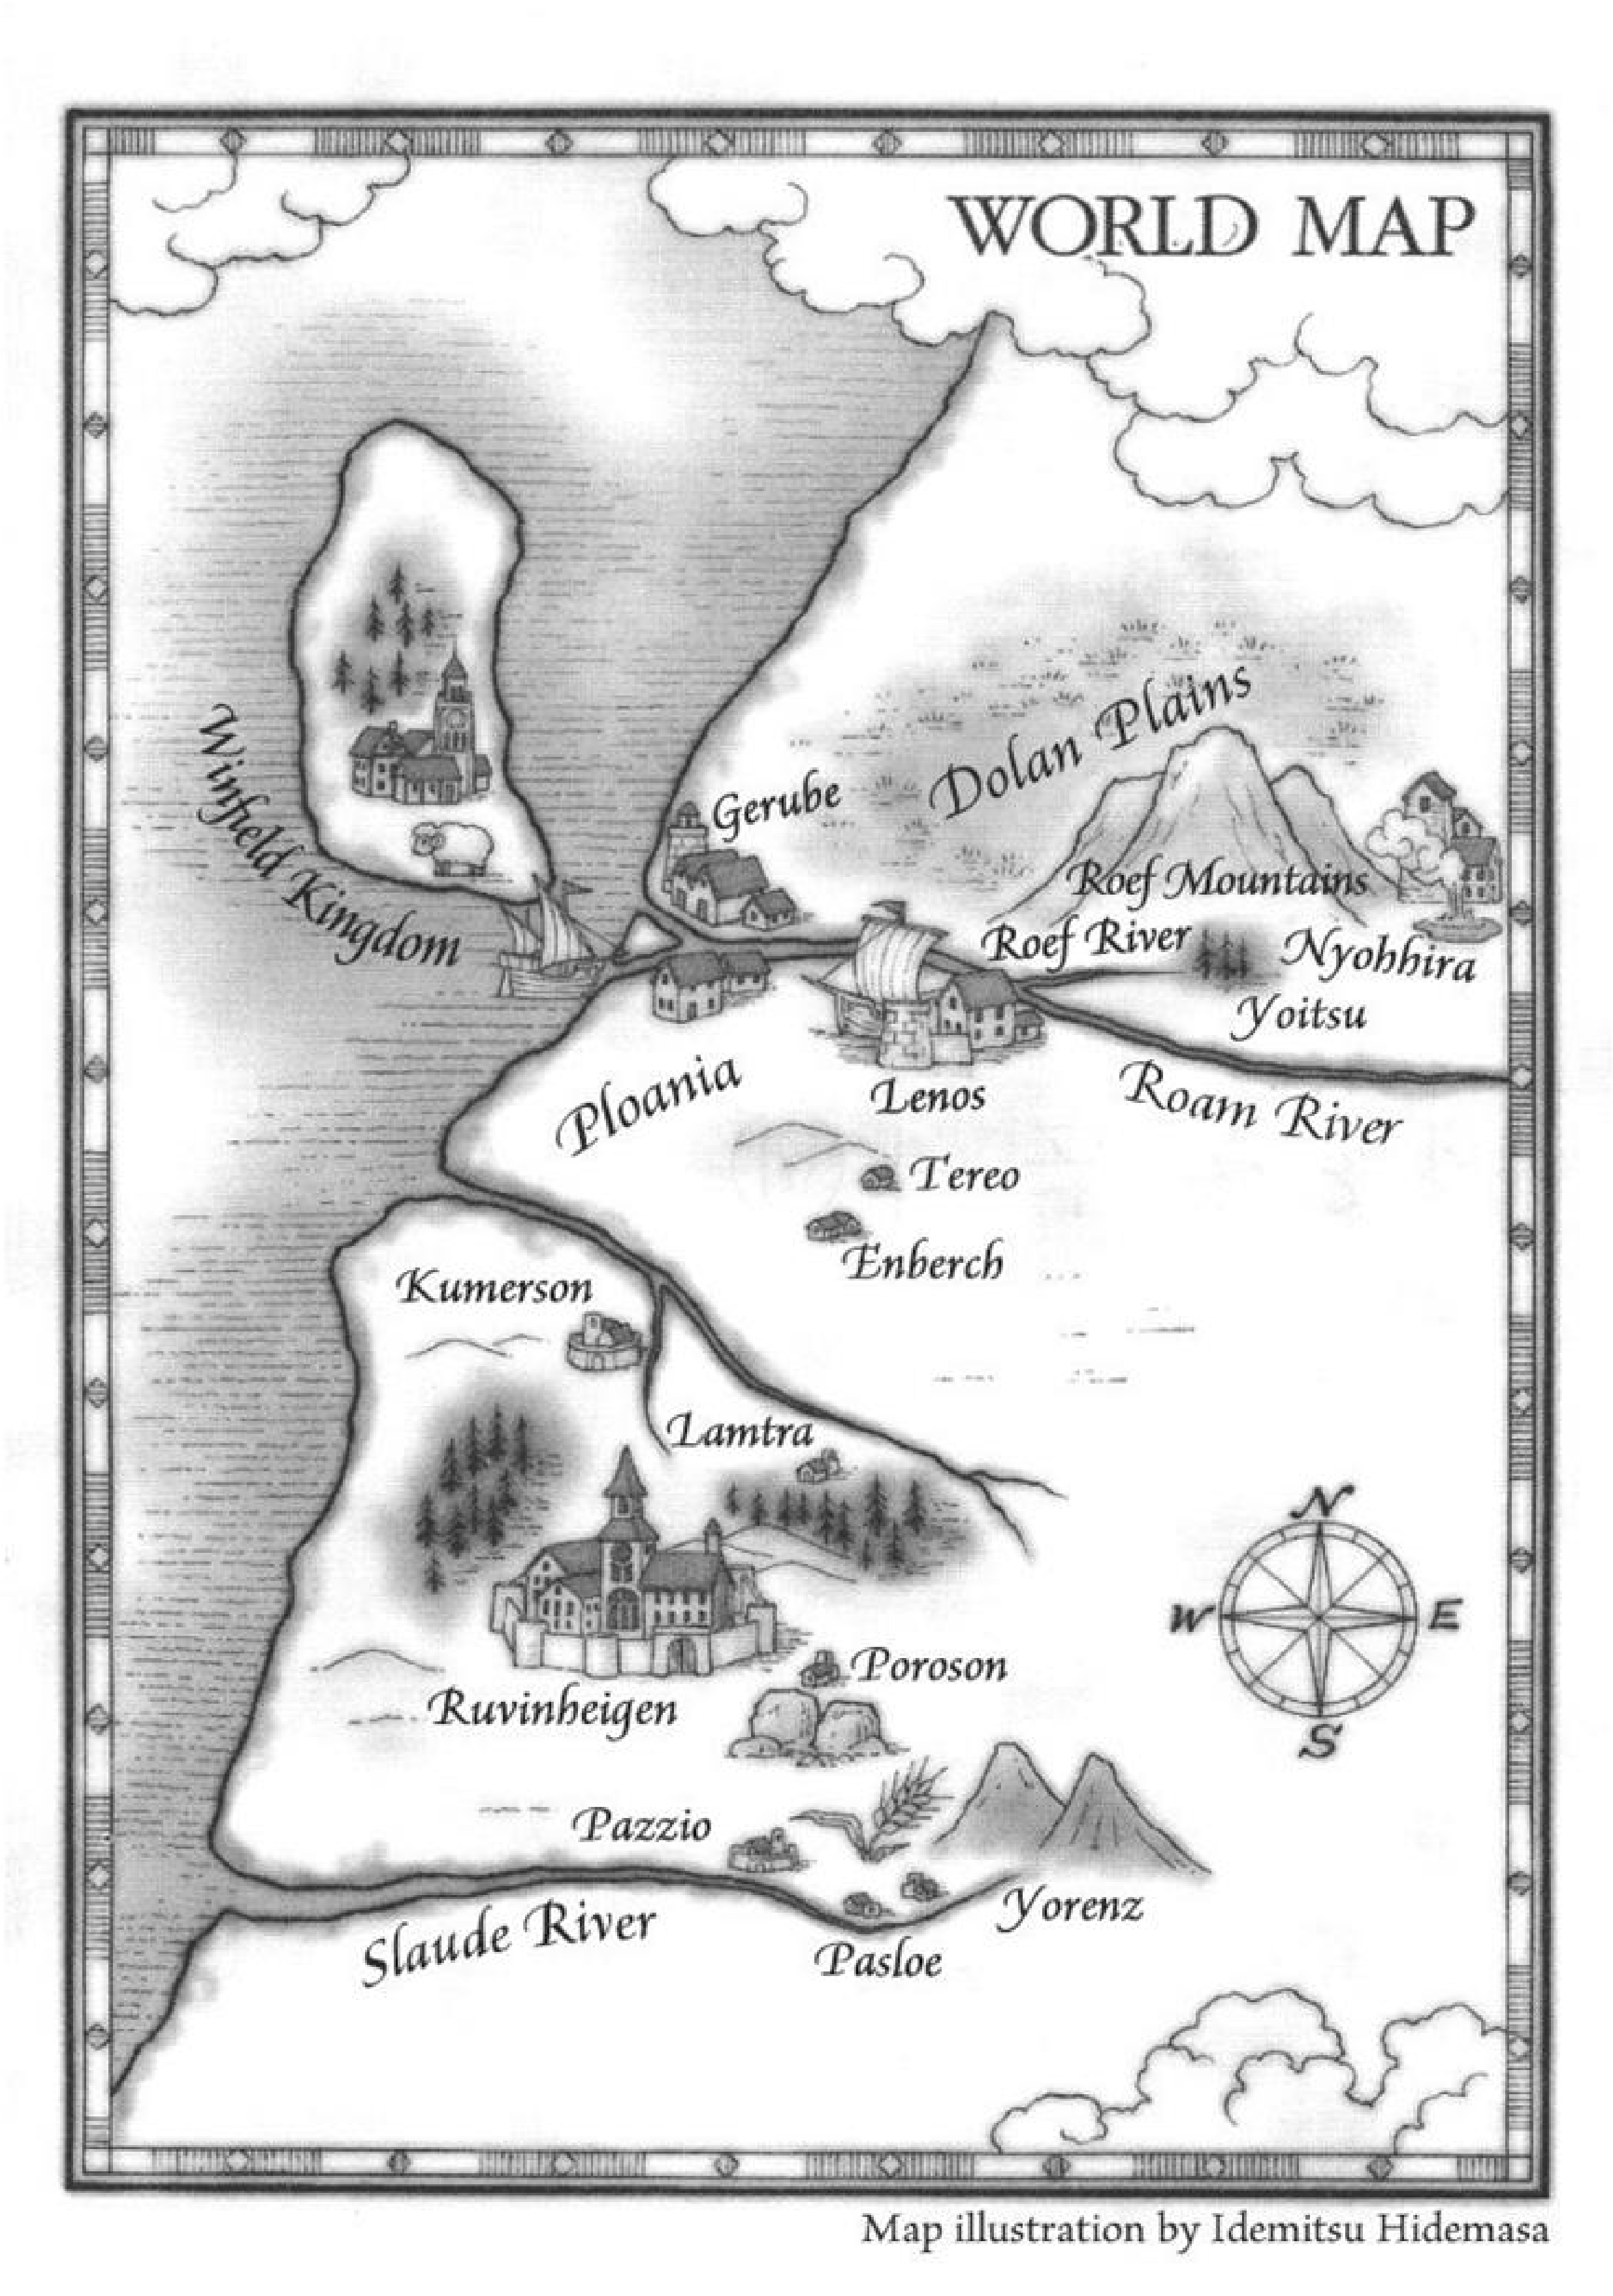 WORLD MAP
Dolan Plains
Gerube
Winfield Kingdom
Roef Mountains
Roef River
Nyohhira
Yoitsu
Ploania
Lenos
Roam River
Tereo
Enberch
Kumerson
Lamtra
N
W
E
S
Poroson
Ruvinheigen
Pazzio
Yorenz
Slaude River
Pasloe
Map illustration by Idemitsu Hidemasa